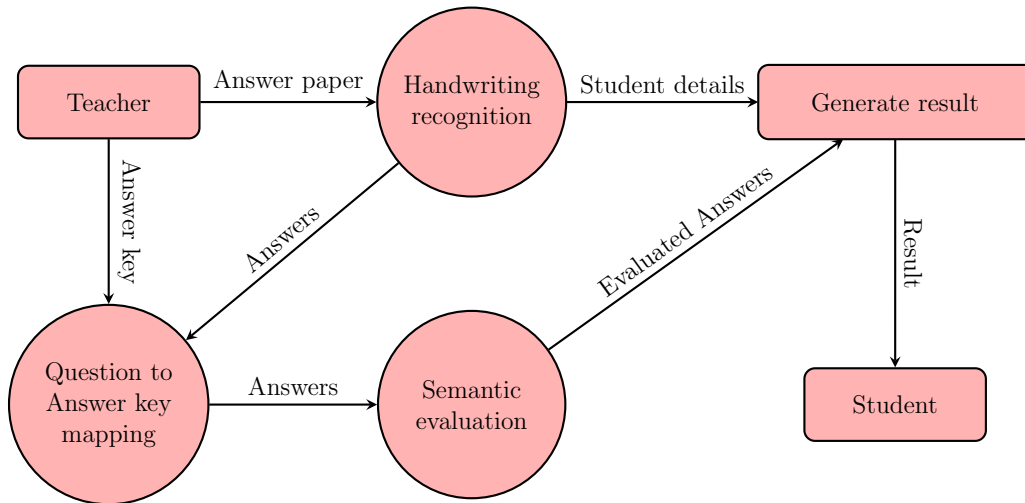 Teacher
Answer paper
Handwriting
recognition
Student details
Generate result
Answer key
Answers
Evaluated Answers
Result
Question to
Answer key
mapping
Answers
Semantic
evaluation
Student